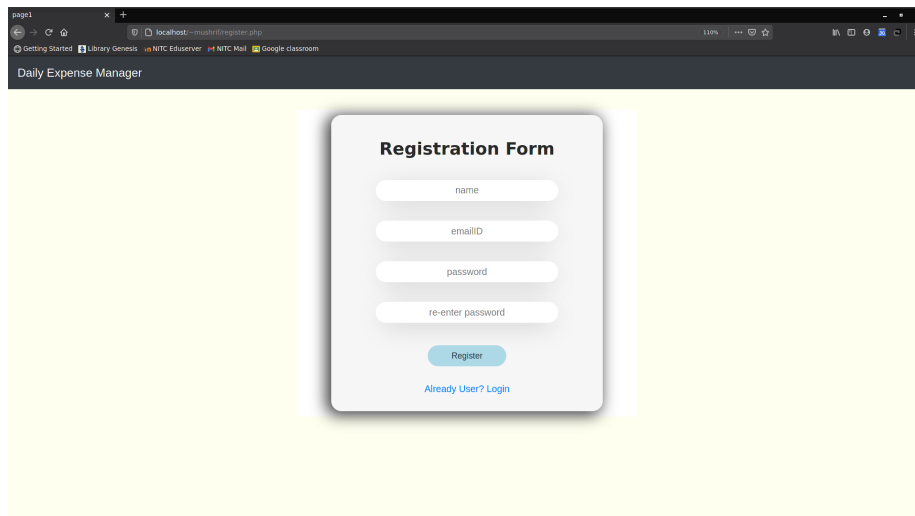 page1
localhost/~mushrif/register.php
110%
Getting Started Library Genesis NITC Eduserver NITC Mail Google classroom
Daily Expense Manager
Registration Form
name
emailID
password
re-enter password
Register
Already User? Login